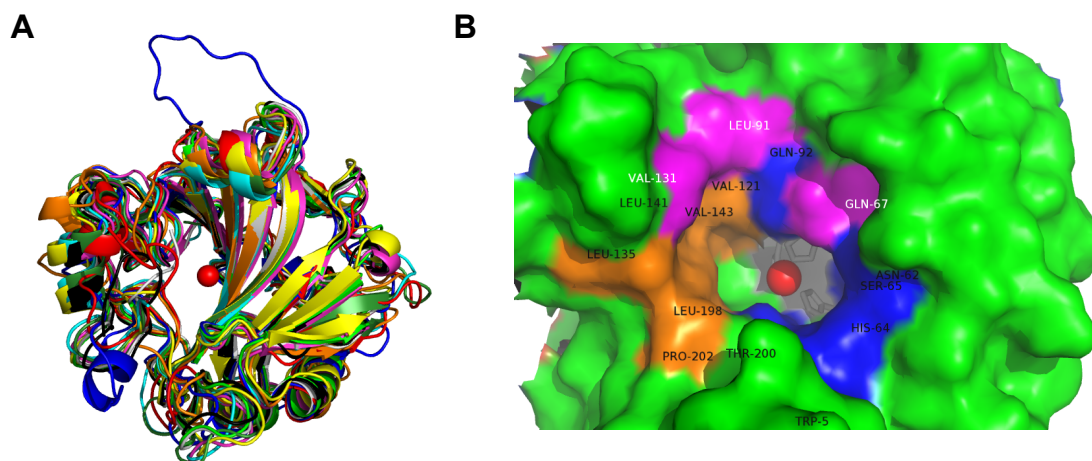 A
B
LEU-91
GLN-92
VAL-131
VAL-121
LEU-141
GLN-67
VAL-143
LEU-135
ASN-62
SER-65
LEU-198
HIS-64
PRO-202
THR-200
TRP-5